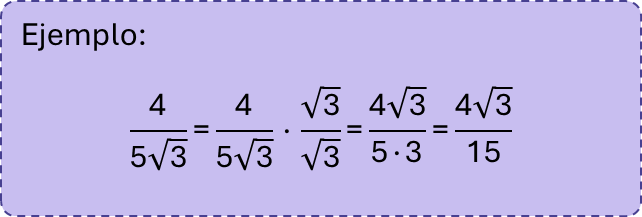 Ejemplo:
4/(5√3) = 4/(5√3) · √3/√3 = 4√3/(5·3) = 4√3/15